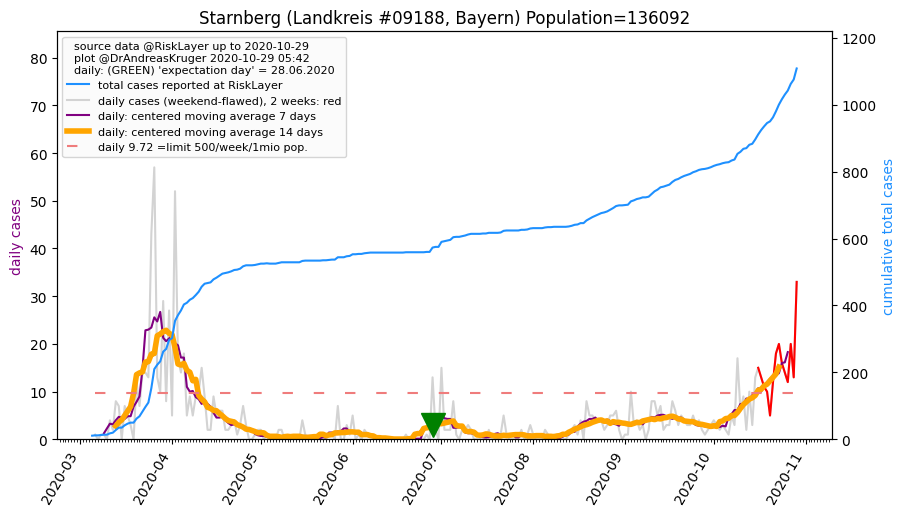 Starnberg (Landkreis #09188, Bayern) Population=136092
source data @RiskLayer up to 2020-10-29
plot @DrAndreasKruger 2020-10-29 05:42
daily: (GREEN) 'expectation day' = 28.06.2020
total cases reported at RiskLayer
daily cases (weekend-flawed), 2 weeks: red
daily: centered moving average 7 days
daily: centered moving average 14 days
daily 9.72 =limit 500/week/1mio pop.
daily cases
80
70
60
50
40
30
20
10
0
1200
1000
800
600
400
200
0
cumulative total cases
2020-03
2020-04
2020-05
2020-06
2020-07
2020-08
2020-09
2020-10
2020-11